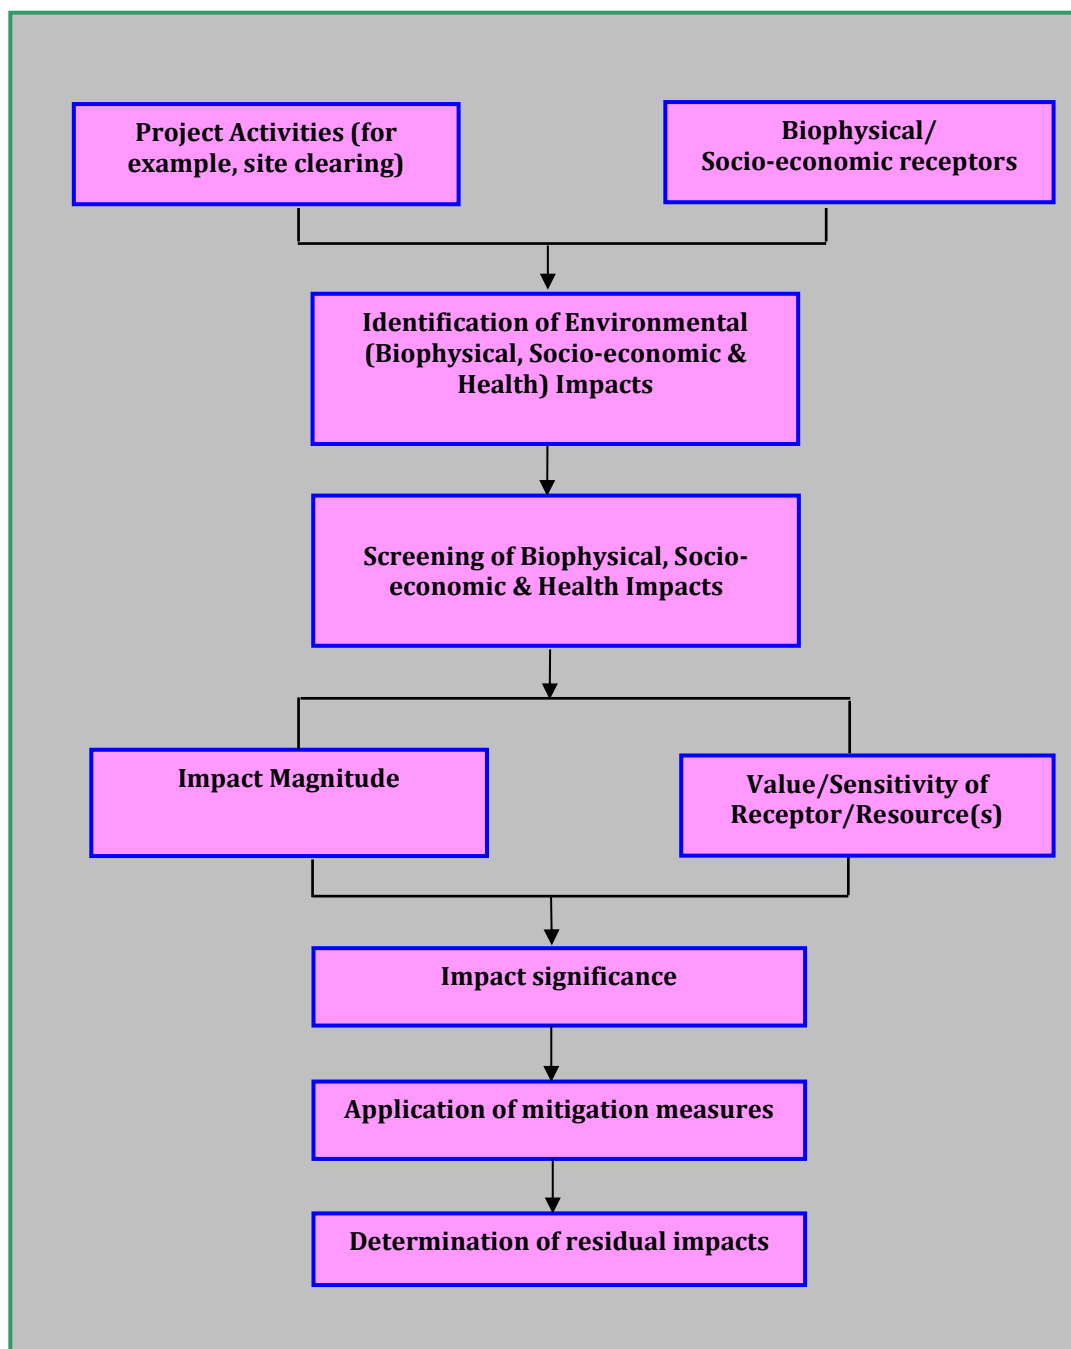 Project Activities (for
example, site clearing)
Biophysical/
Socio-economic receptors
Identification of Environmental
(Biophysical, Socio-economic &
Health) Impacts
Screening of Biophysical, Socio-
economic & Health Impacts
Impact Magnitude
Value/Sensitivity of
Receptor/Resource(s)
Impact significance
Application of mitigation measures
Determination of residual impacts